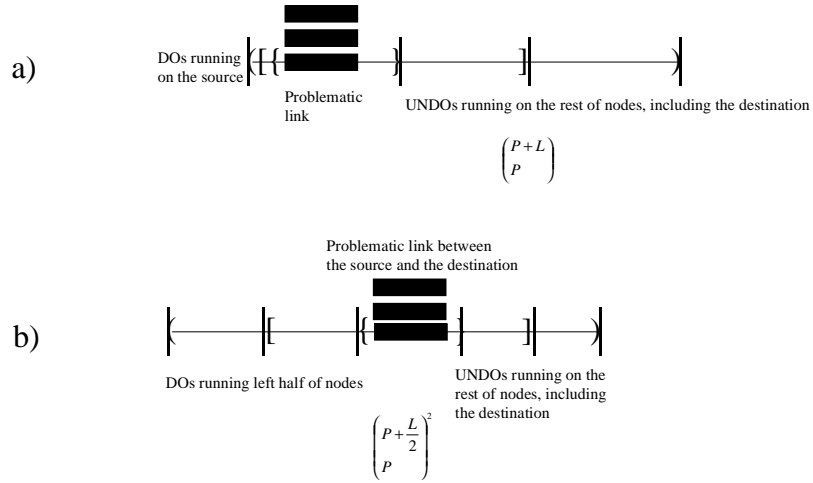 a)
DOs running
on the source
([{
}
]
)
Problematic
link
UNDOs running on the rest of nodes, including the destination
(P + L
P)
Problematic link between
the source and the destination
b)
(
[
{
}
]
)
DOs running left half of nodes
UNDOs running on the
rest of nodes, including
the destination
(P + L/2
P)²